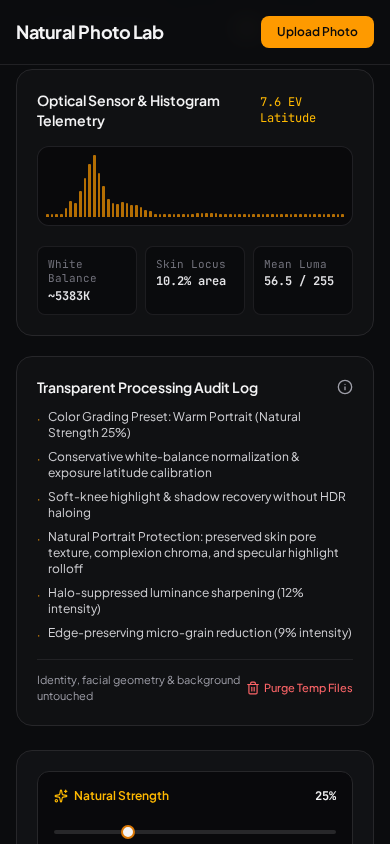 Natural Photo Lab
Upload Photo
Optical Sensor & Histogram
Telemetry
7.6 EV
Latitude
White
Balance
~5383K
Skin Locus
10.2% area
Mean Luma
56.5 / 255
Transparent Processing Audit Log
· Color Grading Preset: Warm Portrait (Natural
Strength 25%)
· Conservative white-balance normalization &
exposure latitude calibration
· Soft-knee highlight & shadow recovery without HDR
haloing
· Natural Portrait Protection: preserved skin pore
texture, complexion chroma, and specular highlight
rolloff
· Halo-suppressed luminance sharpening (12%
intensity)
· Edge-preserving micro-grain reduction (9% intensity)
Identity, facial geometry & background
untouched
Purge Temp Files
Natural Strength
25%